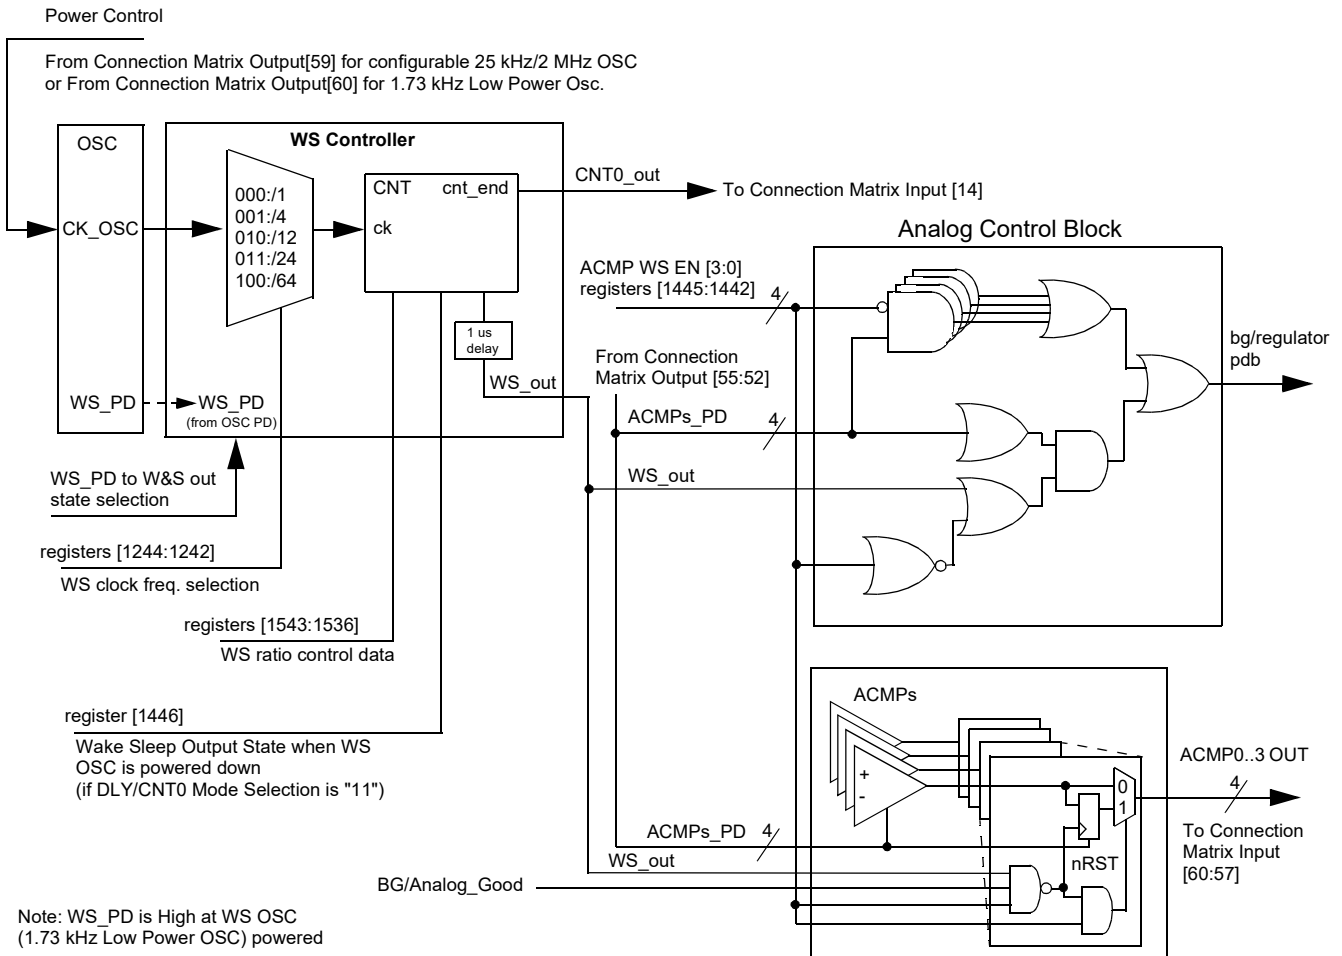 Power Control
From Connection Matrix Output[59] for configurable 25 kHz/2 MHz OSC
or From Connection Matrix Output[60] for 1.73 kHz Low Power Osc.
OSC
CK_OSC
WS_PD
WS Controller
000:/1
001:/4
010:/12
011:/24
100:/64
CNT
cnt_end
ck
1 us
delay
WS_out
WS_PD
(from OSC PD)
CNT0_out
To Connection Matrix Input [14]
WS_PD to W&S out
state selection
registers [1244:1242]
WS clock freq. selection
registers [1543:1536]
WS ratio control data
register [1446]
Wake Sleep Output State when WS
OSC is powered down
(if DLY/CNT0 Mode Selection is "11")
Note: WS_PD is High at WS OSC
(1.73 kHz Low Power OSC) powered
Analog Control Block
ACMP WS EN [3:0]
registers [1445:1442]
4
From Connection
Matrix Output [55:52]
ACMPs_PD
4
WS_out
bg/regulator
pdb
ACMPs
+
-
0
1
nRST
ACMPs_PD
4
WS_out
BG/Analog_Good
ACMP0..3 OUT
4
To Connection
Matrix Input
[60:57]